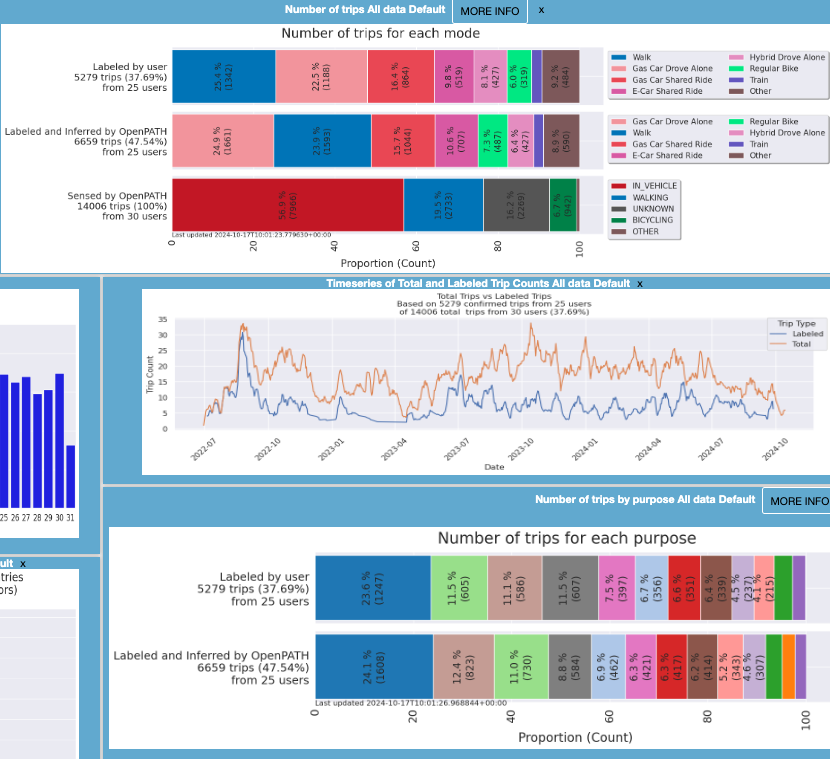 Number of trips All data Default MORE INFO x
Number of trips for each mode
Labeled by user
5279 trips (37.69%)
from 25 users
25.4 % (1342)
22.5 % (1188)
16.4 % (864)
9.8 % (519)
8.1 % (427)
6.0 % (319)
9.2 % (484)
Walk
Gas Car Drove Alone
Gas Car Shared Ride
E-Car Shared Ride
Hybrid Drove Alone
Regular Bike
Train
Other
Labeled and Inferred by OpenPATH
6659 trips (47.54%)
from 25 users
24.9 % (1661)
23.9 % (1593)
15.7 % (1044)
10.6 % (707)
7.3 % (487)
6.4 % (427)
8.9 % (590)
Gas Car Drove Alone
Walk
Gas Car Shared Ride
E-Car Shared Ride
Regular Bike
Hybrid Drove Alone
Train
Other
Sensed by OpenPATH
14006 trips (100%)
from 30 users
56.9 % (7966)
19.5 % (2733)
16.2 % (2269)
6.7 % (942)
IN_VEHICLE
WALKING
UNKNOWN
BICYCLING
OTHER
Last updated 2024-10-17T10:01:23.779630+00:00
0 20 40 60 80 100
Proportion (Count)
25 26 27 28 29 30 31
ult x
tries
ors)
Timeseries of Total and Labeled Trip Counts All data Default x
Total Trips vs Labeled Trips
Based on 5279 confirmed trips from 25 users
of 14006 total trips from 30 users (37.69%)
Trip Type
Labeled
Total
Trip Count
35
30
25
20
15
10
5
0
2022-07 2022-10 2023-01 2023-04 2023-07 2023-10 2024-01 2024-04 2024-07 2024-10
Date
Number of trips by purpose All data Default MORE INFO
Number of trips for each purpose
Labeled by user
5279 trips (37.69%)
from 25 users
23.6 % (1247)
11.5 % (605)
11.1 % (586)
11.5 % (607)
7.5 % (397)
6.7 % (356)
6.6 % (351)
6.4 % (339)
4.5 % (237)
4.1 % (215)
Labeled and Inferred by OpenPATH
6659 trips (47.54%)
from 25 users
24.1 % (1608)
12.4 % (823)
11.0 % (730)
8.8 % (584)
6.9 % (462)
6.3 % (421)
6.3 % (417)
6.2 % (414)
5.2 % (343)
4.6 % (307)
Last updated 2024-10-17T10:01:26.968844+00:00
0 20 40 60 80 100
Proportion (Count)